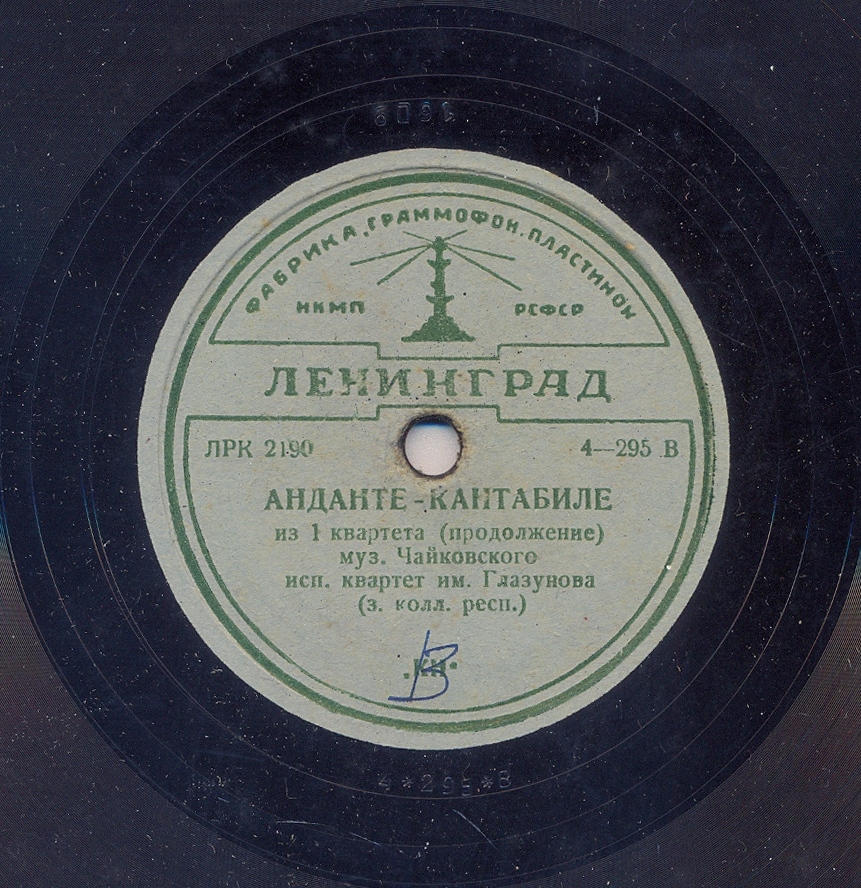 ФАБРИКА ГРАММОФОН. ПЛАСТИНОК
НКМП РСФСР
ЛЕНИНГРАД
ЛРК 2190 4—295 В
АНДАНТЕ-КАНТАБИЛЕ
из 1 квартета (продолжение)
муз. Чайковского
исп. квартет им. Глазунова
(з. колл. респ.)
В
4*295*В